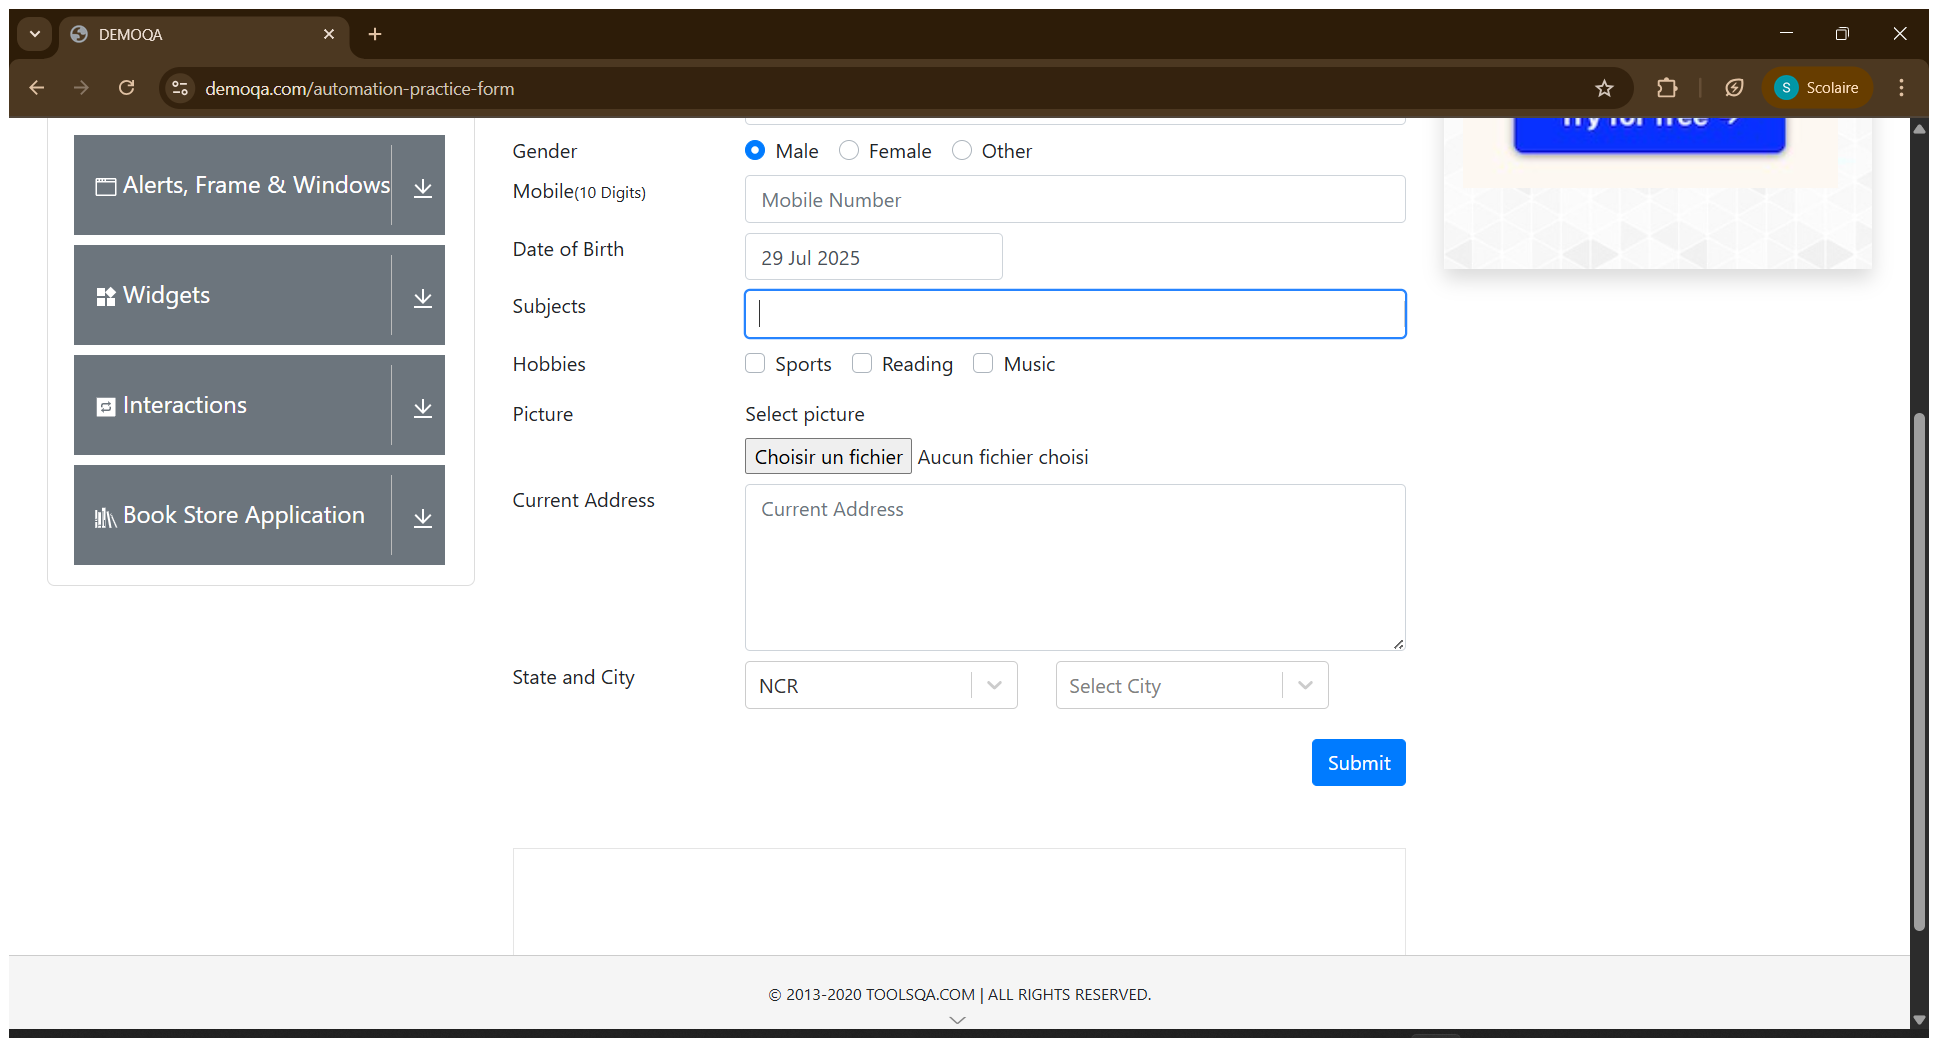 DEMOQA
demoqa.com/automation-practice-form
S Scolaire
Try for free
Alerts, Frame & Windows
Widgets
Interactions
Book Store Application
Gender
Male Female Other
Mobile(10 Digits)
Mobile Number
Date of Birth
29 Jul 2025
Subjects
Hobbies
Sports Reading Music
Picture
Select picture
Choisir un fichier Aucun fichier choisi
Current Address
Current Address
State and City
NCR
Select City
Submit
© 2013-2020 TOOLSQA.COM | ALL RIGHTS RESERVED.